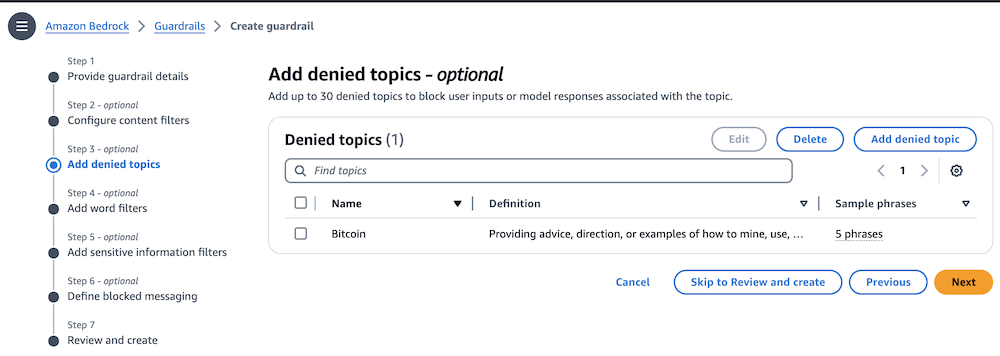 Amazon Bedrock > Guardrails > Create guardrail
Step 1
Provide guardrail details
Step 2 - optional
Configure content filters
Step 3 - optional
Add denied topics
Step 4 - optional
Add word filters
Step 5 - optional
Add sensitive information filters
Step 6 - optional
Define blocked messaging
Step 7
Review and create
Add denied topics - optional
Add up to 30 denied topics to block user inputs or model responses associated with the topic.
Denied topics (1) Edit Delete Add denied topic
Find topics 1
Name Definition Sample phrases
Bitcoin Providing advice, direction, or examples of how to mine, use, ... 5 phrases
Cancel Skip to Review and create Previous Next